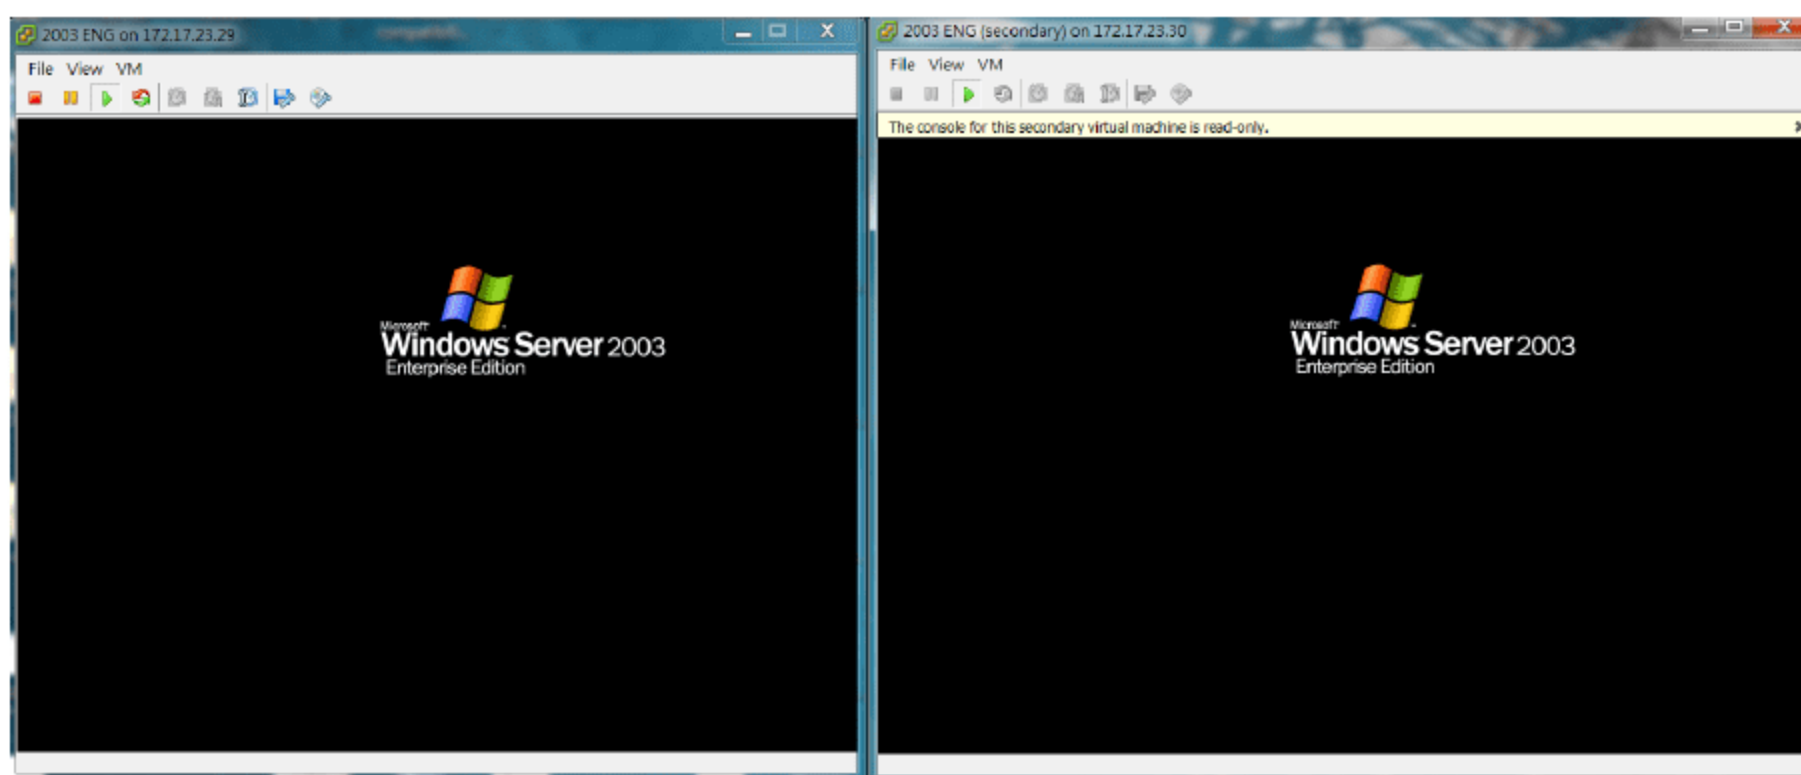 2003 ENG on 172.17.23.29
File View VM
Microsoft
Windows Server 2003
Enterprise Edition
2003 ENG (secondary) on 172.17.23.30
File View VM
The console for this secondary virtual machine is read-only.
Microsoft
Windows Server 2003
Enterprise Edition